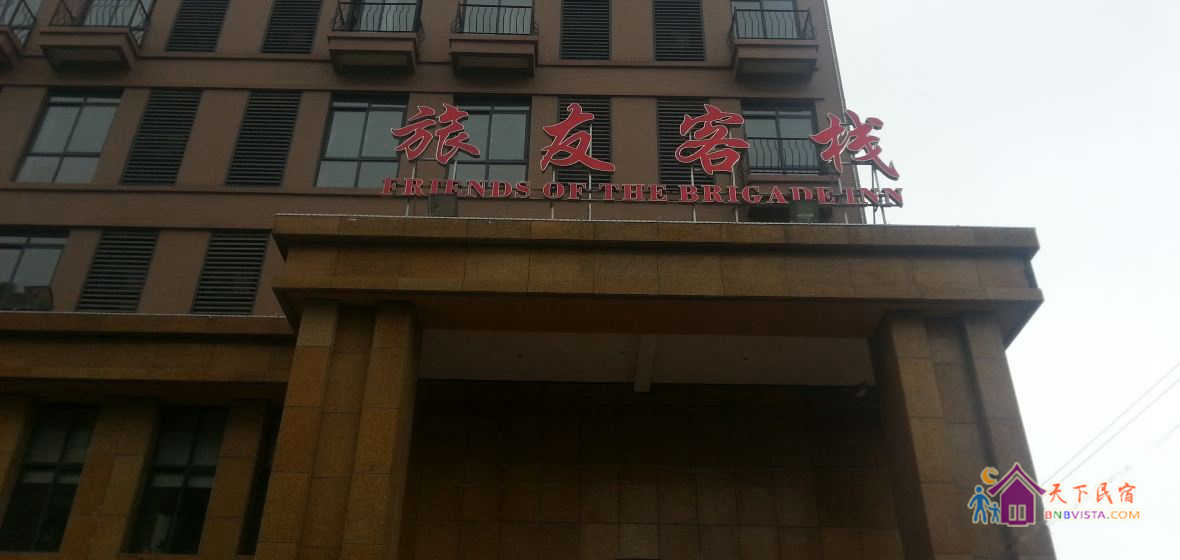 旅友客栈
FRIENDS OF THE BRIGADE INN
天下民宿
BNBVISTA.COM